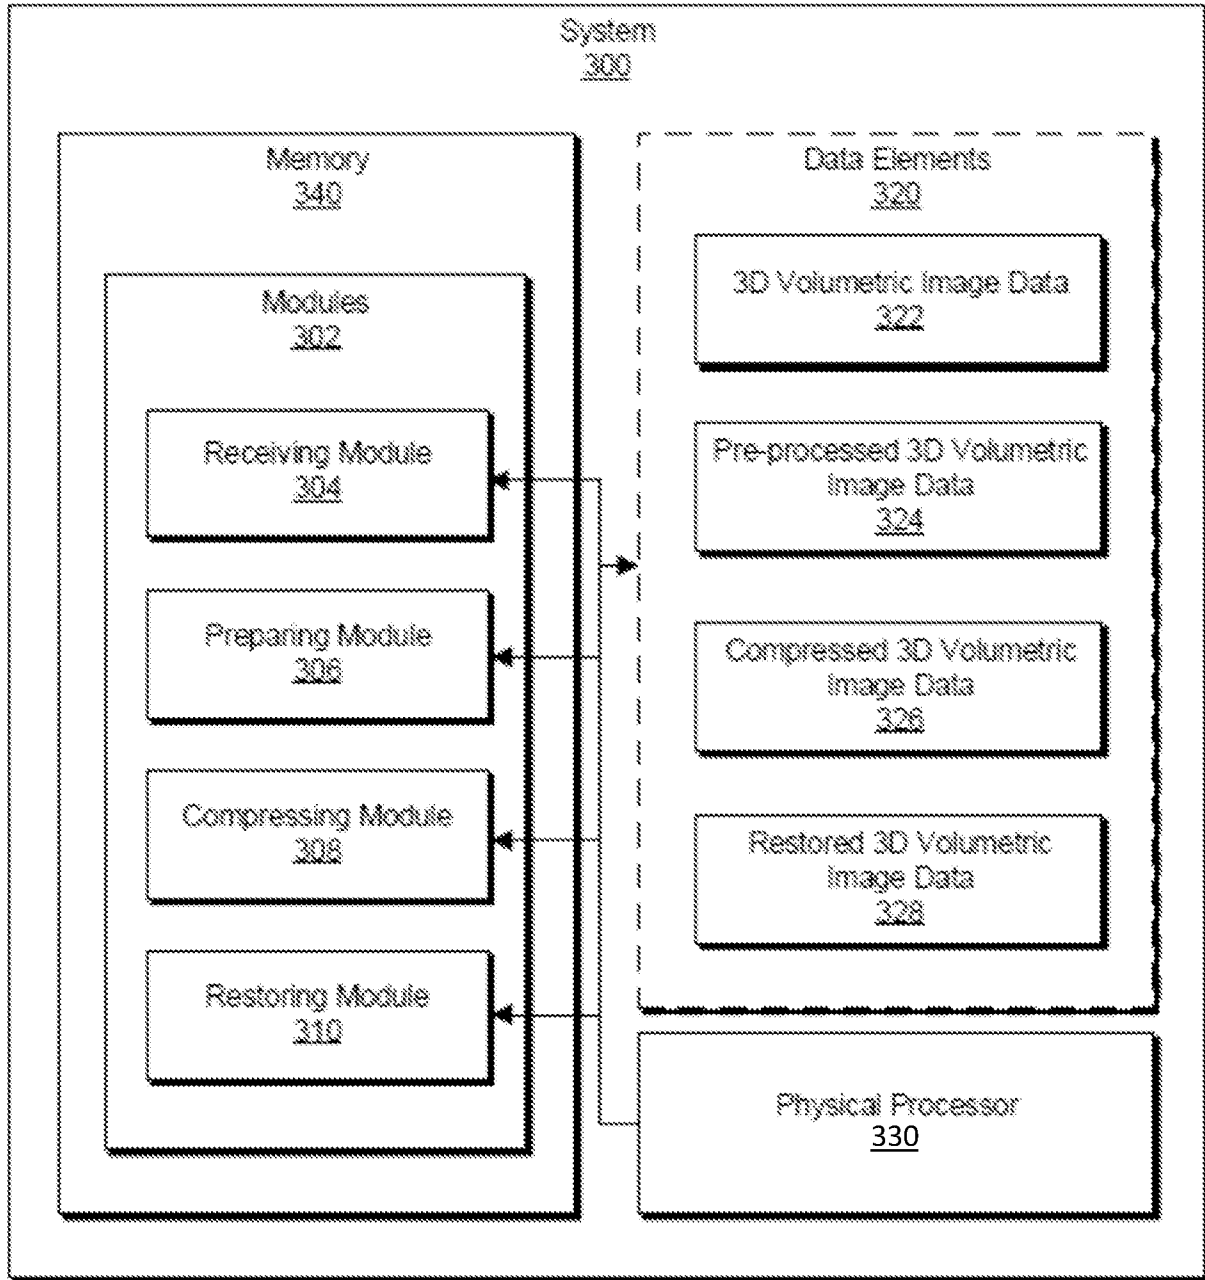 System
300
Memory
340
Modules
302
Receiving Module
304
Preparing Module
306
Compressing Module
308
Restoring Module
310
Data Elements
320
3D Volumetric Image Data
322
Pre-processed 3D Volumetric
Image Data
324
Compressed 3D Volumetric
Image Data
326
Restored 3D Volumetric
Image Data
328
Physical Processor
330